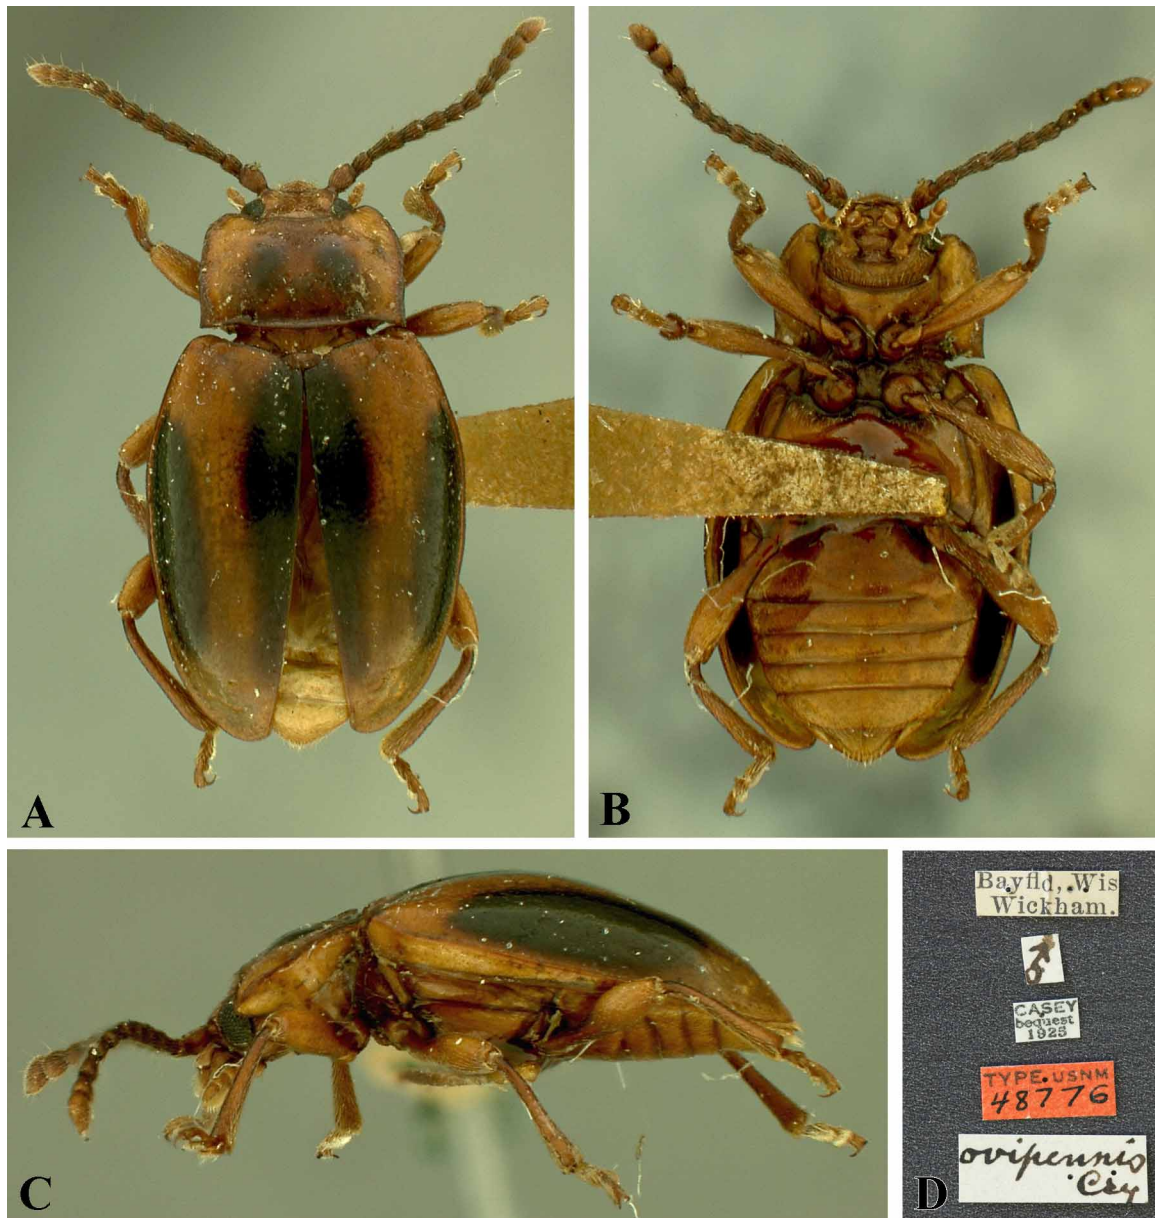 A
B
C
Bayfld, Wis
Wickham.
♂
CASEY
bequest
1925
TYPE USNM
48776
ovipennis
Csy
D